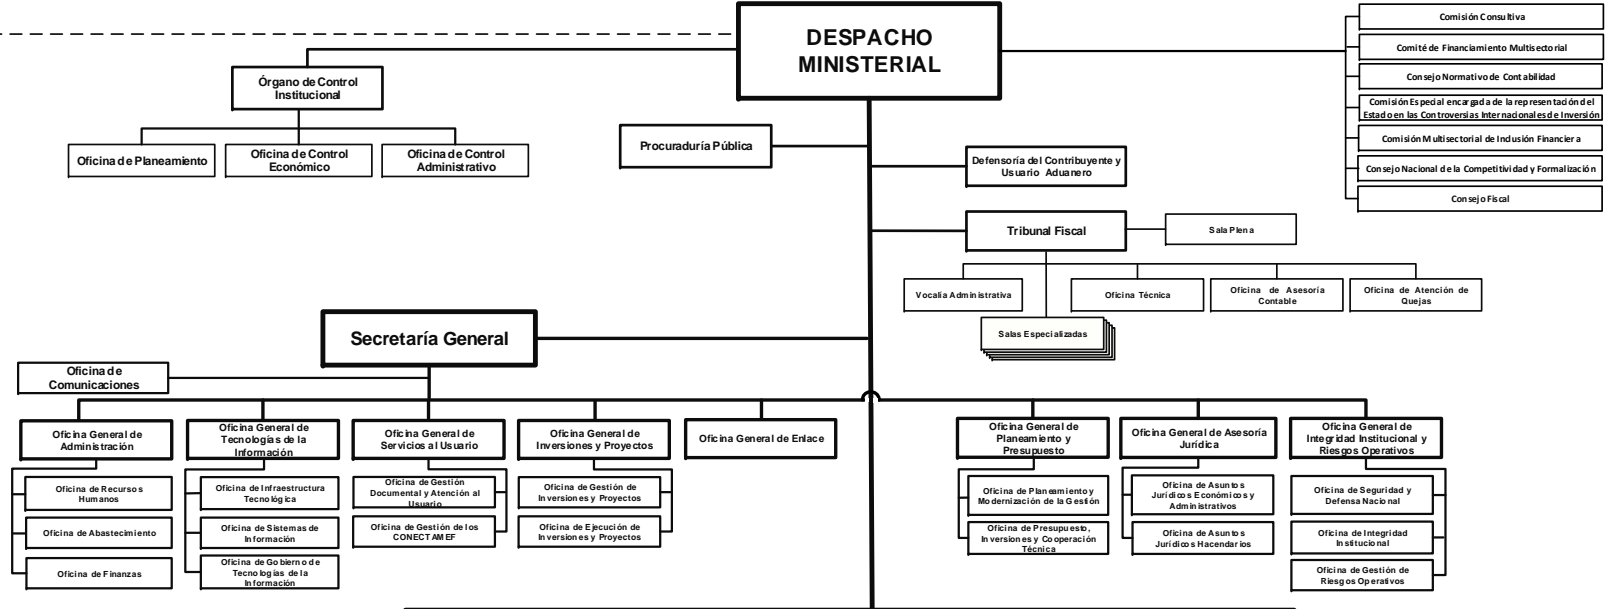 DESPACHO
MINISTERIAL
Comisión Consultiva
Comité de Financiamiento Multisectorial
Consejo Normativo de Contabilidad
Comisión Especial encargada de la representación del
Estado en las Controversias Internacionales de Inversión
Comisión Multisectorial de Inclusión Financiera
Consejo Nacional de la Competitividad y Formalización
Consejo Fiscal
Órgano de Control
Institucional
Oficina de Planeamiento
Oficina de Control
Económico
Oficina de Control
Administrativo
Procuraduría Pública
Defensoría del Contribuyente y
Usuario Aduanero
Tribunal Fiscal
Sala Plena
Vocalía Administrativa
Oficina Técnica
Oficina de Asesoría
Contable
Oficina de Atención de
Quejas
Salas Especializadas
Secretaría General
Oficina de
Comunicaciones
Oficina General de
Administración
Oficina General de
Tecnologías de la
Información
Oficina General de
Servicios al Usuario
Oficina General de
Inversiones y Proyectos
Oficina General de Enlace
Oficina General de
Planeamiento y
Presupuesto
Oficina General de Asesoría
Jurídica
Oficina General de
Integridad Institucional y
Riesgos Operativos
Oficina de Recursos
Humanos
Oficina de Abastecimiento
Oficina de Finanzas
Oficina de Infraestructura
Tecnológica
Oficina de Sistemas de
Información
Oficina de Gobierno de
Tecnologías de la
Información
Oficina de Gestión
Documental y Atención al
Usuario
Oficina de Gestión de los
CONECTAMEF
Oficina de Gestión de
Inversiones y Proyectos
Oficina de Ejecución de
Inversiones y Proyectos
Oficina de Planeamiento y
Modernización de la Gestión
Oficina de Presupuesto,
Inversiones y Cooperación
Técnica
Oficina de Asuntos
Jurídicos Económicos y
Administrativos
Oficina de Asuntos
Jurídicos Hacendarios
Oficina de Seguridad y
Defensa Nacional
Oficina de Integridad
Institucional
Oficina de Gestión de
Riesgos Operativos